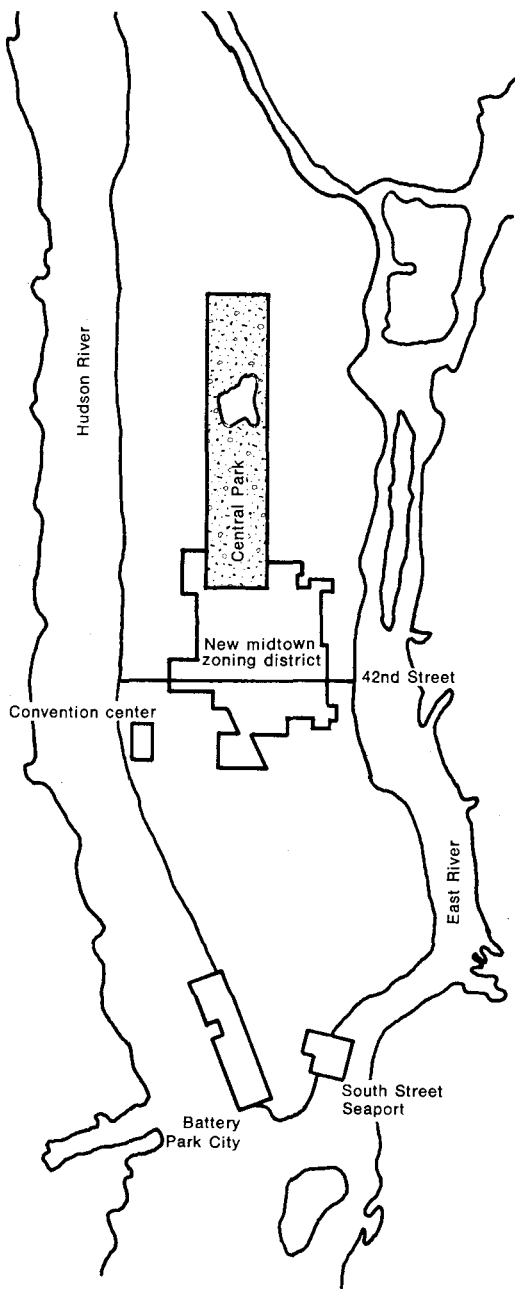 Hudson River
Central Park
New midtown
zoning district
42nd Street
Convention center
East River
South Street
Seaport
Battery
Park City